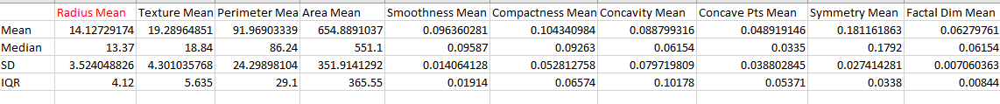 Radius Mean Texture Mean Perimeter Mea Area Mean Smoothness Mean Compactness Mean Concavity Mean Concave Pts Mean Symmetry Mean Factal Dim Mean
Mean 14.12729174 19.28964851 91.96903339 654.8891037 0.096360281 0.104340984 0.088799316 0.048919146 0.181161863 0.06279761
Median 13.37 18.84 86.24 551.1 0.09587 0.09263 0.06154 0.0335 0.1792 0.06154
SD 3.524048826 4.301035768 24.29898104 351.9141292 0.014064128 0.052812758 0.079719809 0.038802845 0.027414281 0.007060363
IQR 4.12 5.635 29.1 365.55 0.01914 0.06574 0.10178 0.05371 0.0338 0.00844